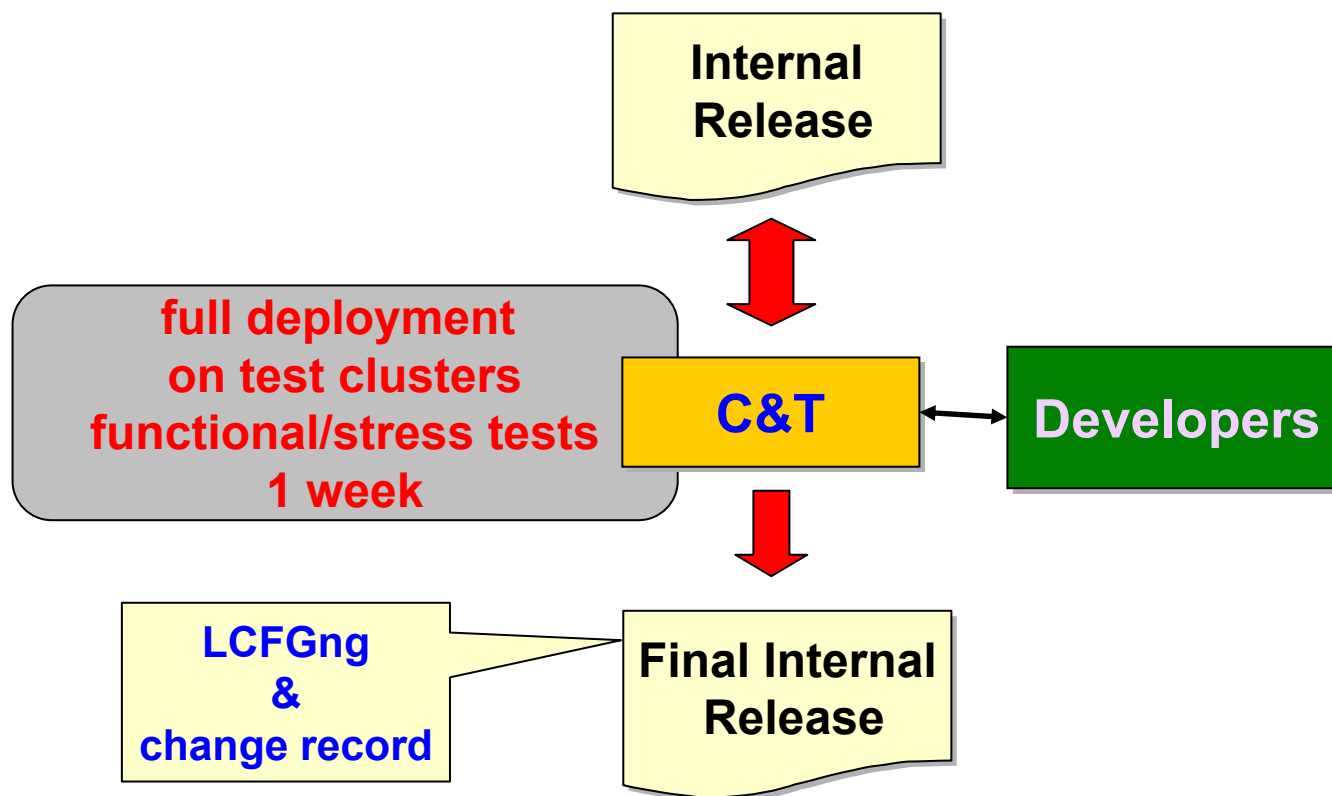 Internal
Release
full deployment
on test clusters
functional/stress tests
1 week
C&T
Developers
LCFGng
&
change record
Final Internal
Release